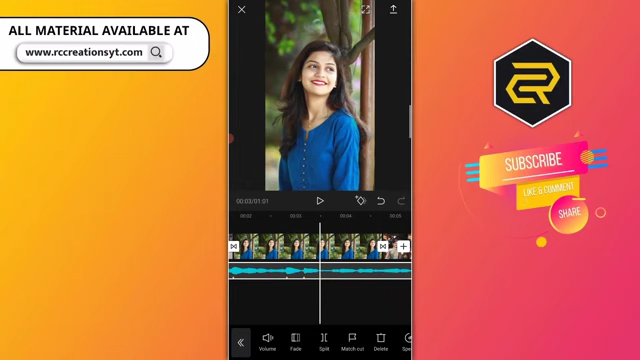 ALL MATERIAL AVAILABLE AT
www.rccreationsyt.com
00:03/01:01
00:02 00:03 00:04 00:05
Volume Fade Split Match cut Delete
SUBSCRIBE
LIKE & COMMENT
SHARE